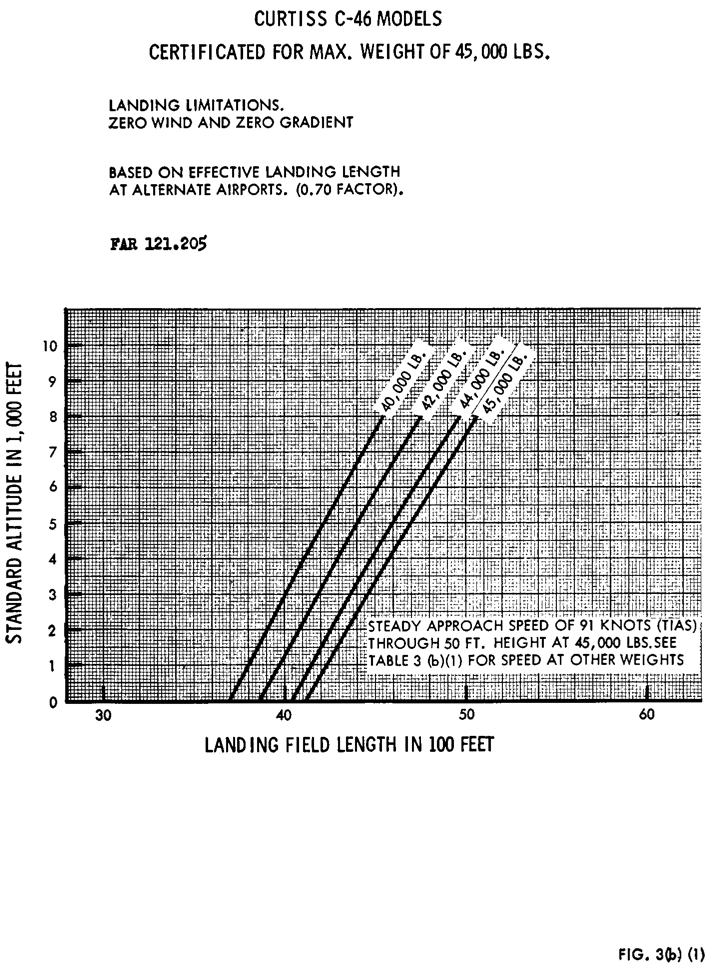 CURTISS C-46 MODELS
CERTIFICATED FOR MAX. WEIGHT OF 45,000 LBS.
LANDING LIMITATIONS.
ZERO WIND AND ZERO GRADIENT
BASED ON EFFECTIVE LANDING LENGTH
AT ALTERNATE AIRPORTS. (0.70 FACTOR).
FAR 121.205
STANDARD ALTITUDE IN 1,000 FEET
10
9
8
7
6
5
4
3
2
1
0
40,000 LB.
42,000 LB.
44,000 LB.
45,000 LB.
STEADY APPROACH SPEED OF 91 KNOTS (TIAS)
THROUGH 50 FT. HEIGHT AT 45,000 LBS.SEE
TABLE 3 (b)(1) FOR SPEED AT OTHER WEIGHTS
30 40 50 60
LANDING FIELD LENGTH IN 100 FEET
FIG. 3(b) (1)